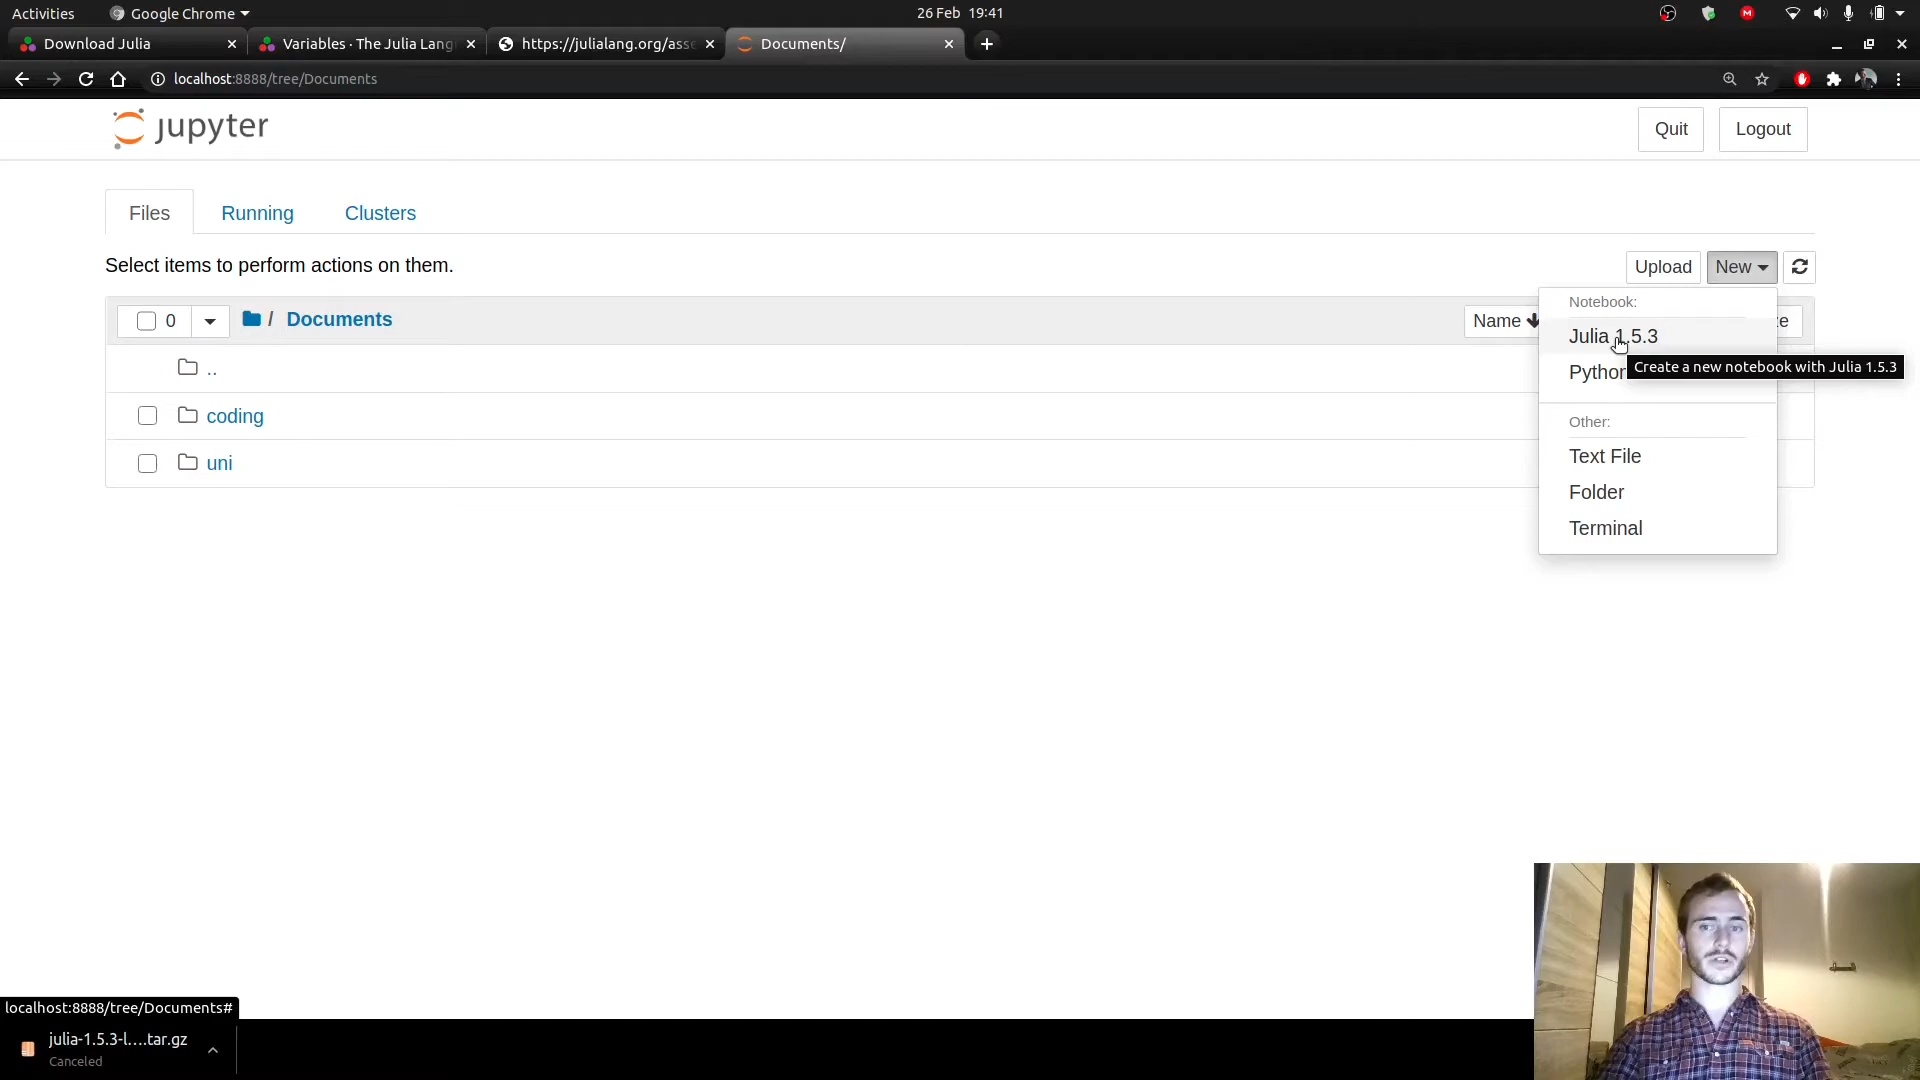 Activities
Google Chrome
26 Feb 19:41
M
Download Julia
Variables · The Julia Lang
https://julialang.org/asse
Documents/
localhost:8888/tree/Documents
jupyter
Quit
Logout
Files
Running
Clusters
Select items to perform actions on them.
Upload
New
0
/ Documents
Name
Notebook:
Julia 1.5.3
Create a new notebook with Julia 1.5.3
..
coding
uni
Other:
Text File
Folder
Terminal
localhost:8888/tree/Documents#
julia-1.5.3-l....tar.gz
Canceled